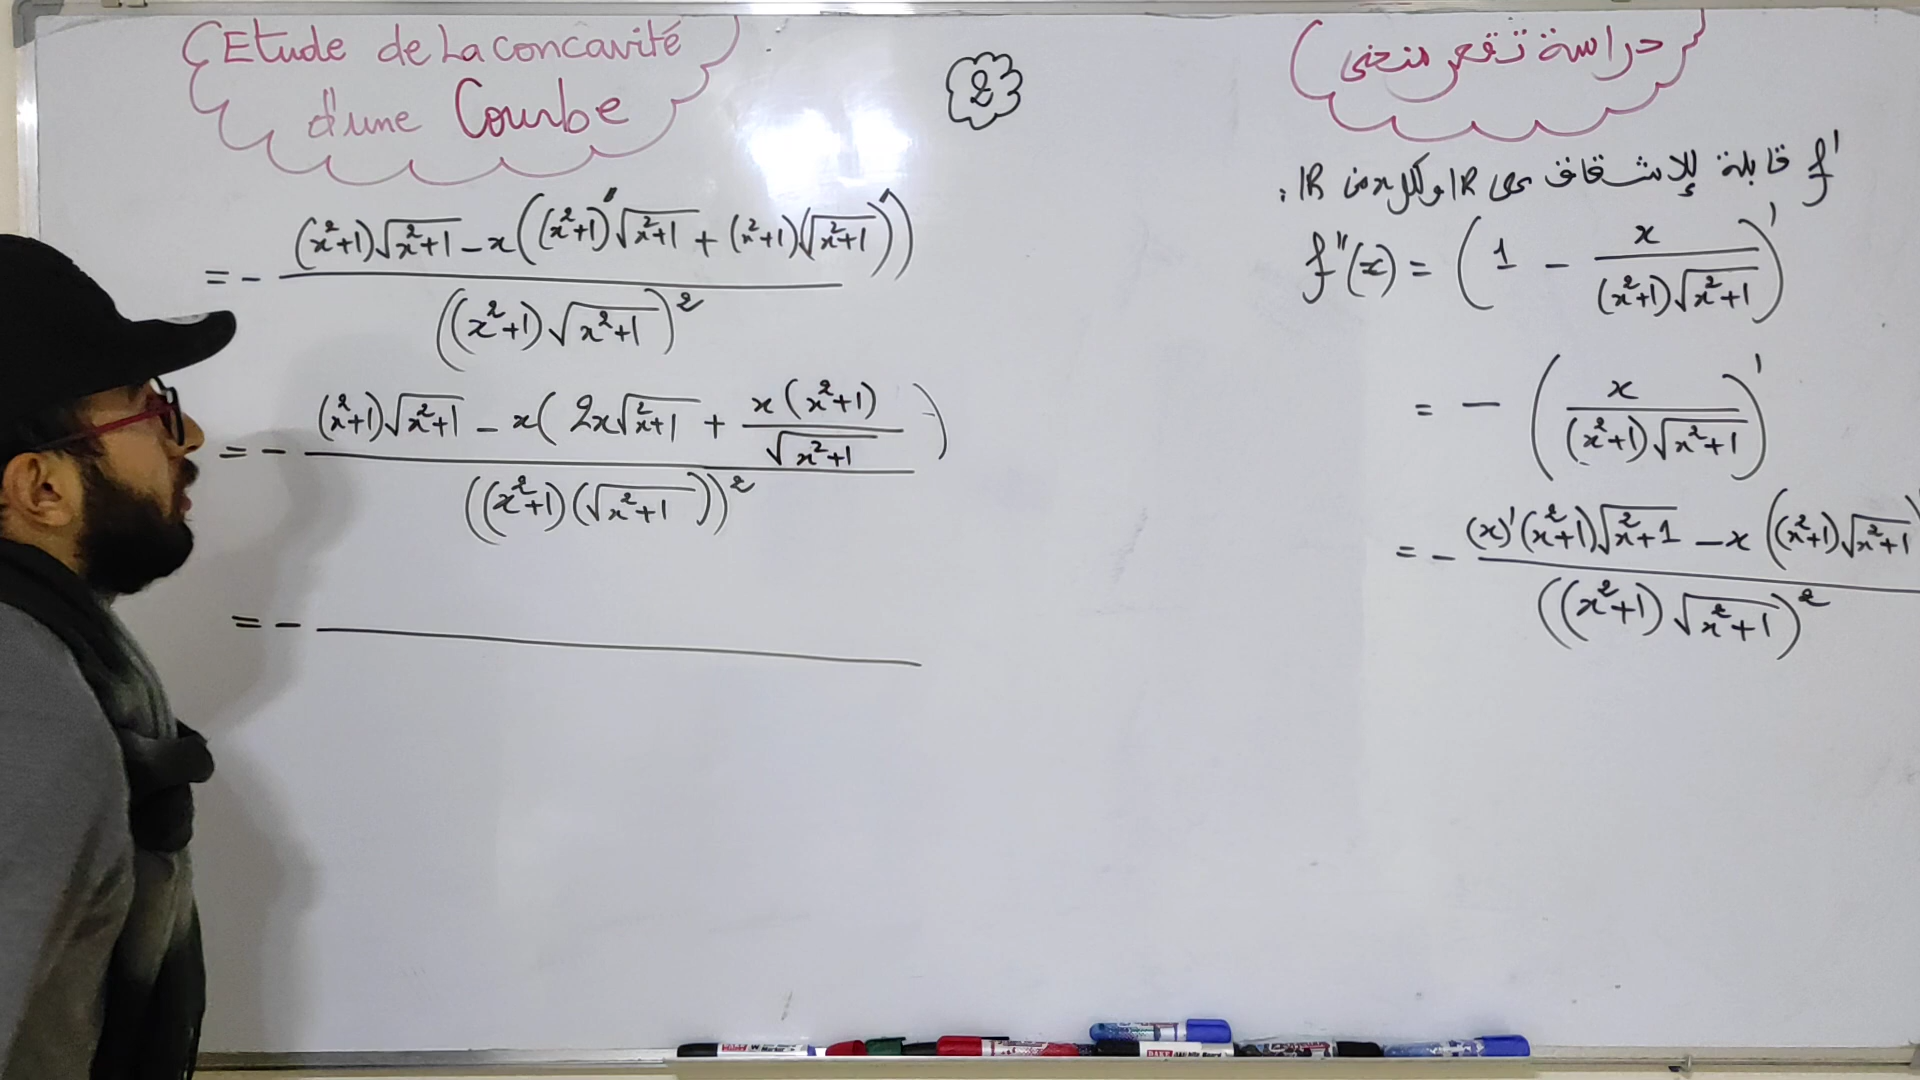 Etude de La concavité
d'une Courbe
2
دراسة تقعر منحنى
f' قابلة للإشتقاق على IR ولكل x من IR :
f''(x) = (1 - x/((x²+1)√(x²+1)))'
= - (x/((x²+1)√(x²+1)))'
= - ((x)'(x²+1)√(x²+1) - x((x²+1)√(x²+1))')/((x²+1)√(x²+1))²
= - ((x²+1)√(x²+1) - x((x²+1)'√(x²+1) + (x²+1)(√(x²+1))'))/((x²+1)√(x²+1))²
= - ((x²+1)√(x²+1) - x(2x√(x²+1) + x(x²+1)/√(x²+1)))/((x²+1)(√(x²+1)))²
= -